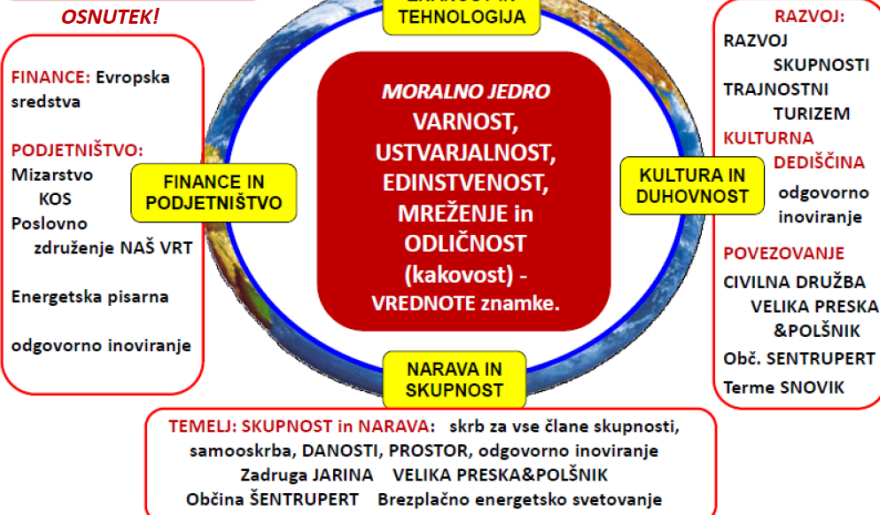 OSNUTEK!
FINANCE: Evropska
sredstva
PODJETNIŠTVO:
Mizarstvo
KOS
Poslovno
združenje NAŠ VRT
Energetska pisarna
odgovorno inoviranje
TEHNOLOGIJA
FINANCE IN
PODJETNIŠTVO
MORALNO JEDRO
VARNOST,
USTVARJALNOST,
EDINSTVENOST,
MREŽENJE in
ODLIČNOST
(kakovost) -
VREDNOTE znamke.
KULTURA IN
DUHOVNOST
NARAVA IN
SKUPNOST
RAZVOJ:
RAZVOJ
SKUPNOSTI
TRAJNOSTNI
TURIZEM
KULTURNA
DEDIŠČINA
odgovorno
inoviranje
POVEZOVANJE
CIVILNA DRUŽBA
VELIKA PRESKA
&POLŠNIK
Obč. SENTRUPERT
Terme SNOVIK
TEMELJ: SKUPNOST in NARAVA: skrb za vse člane skupnosti,
samooskrba, DANOSTI, PROSTOR, odgovorno inoviranje
Zadruga JARINA VELIKA PRESKA&POLŠNIK
Občina ŠENTRUPERT Brezplačno energetsko svetovanje